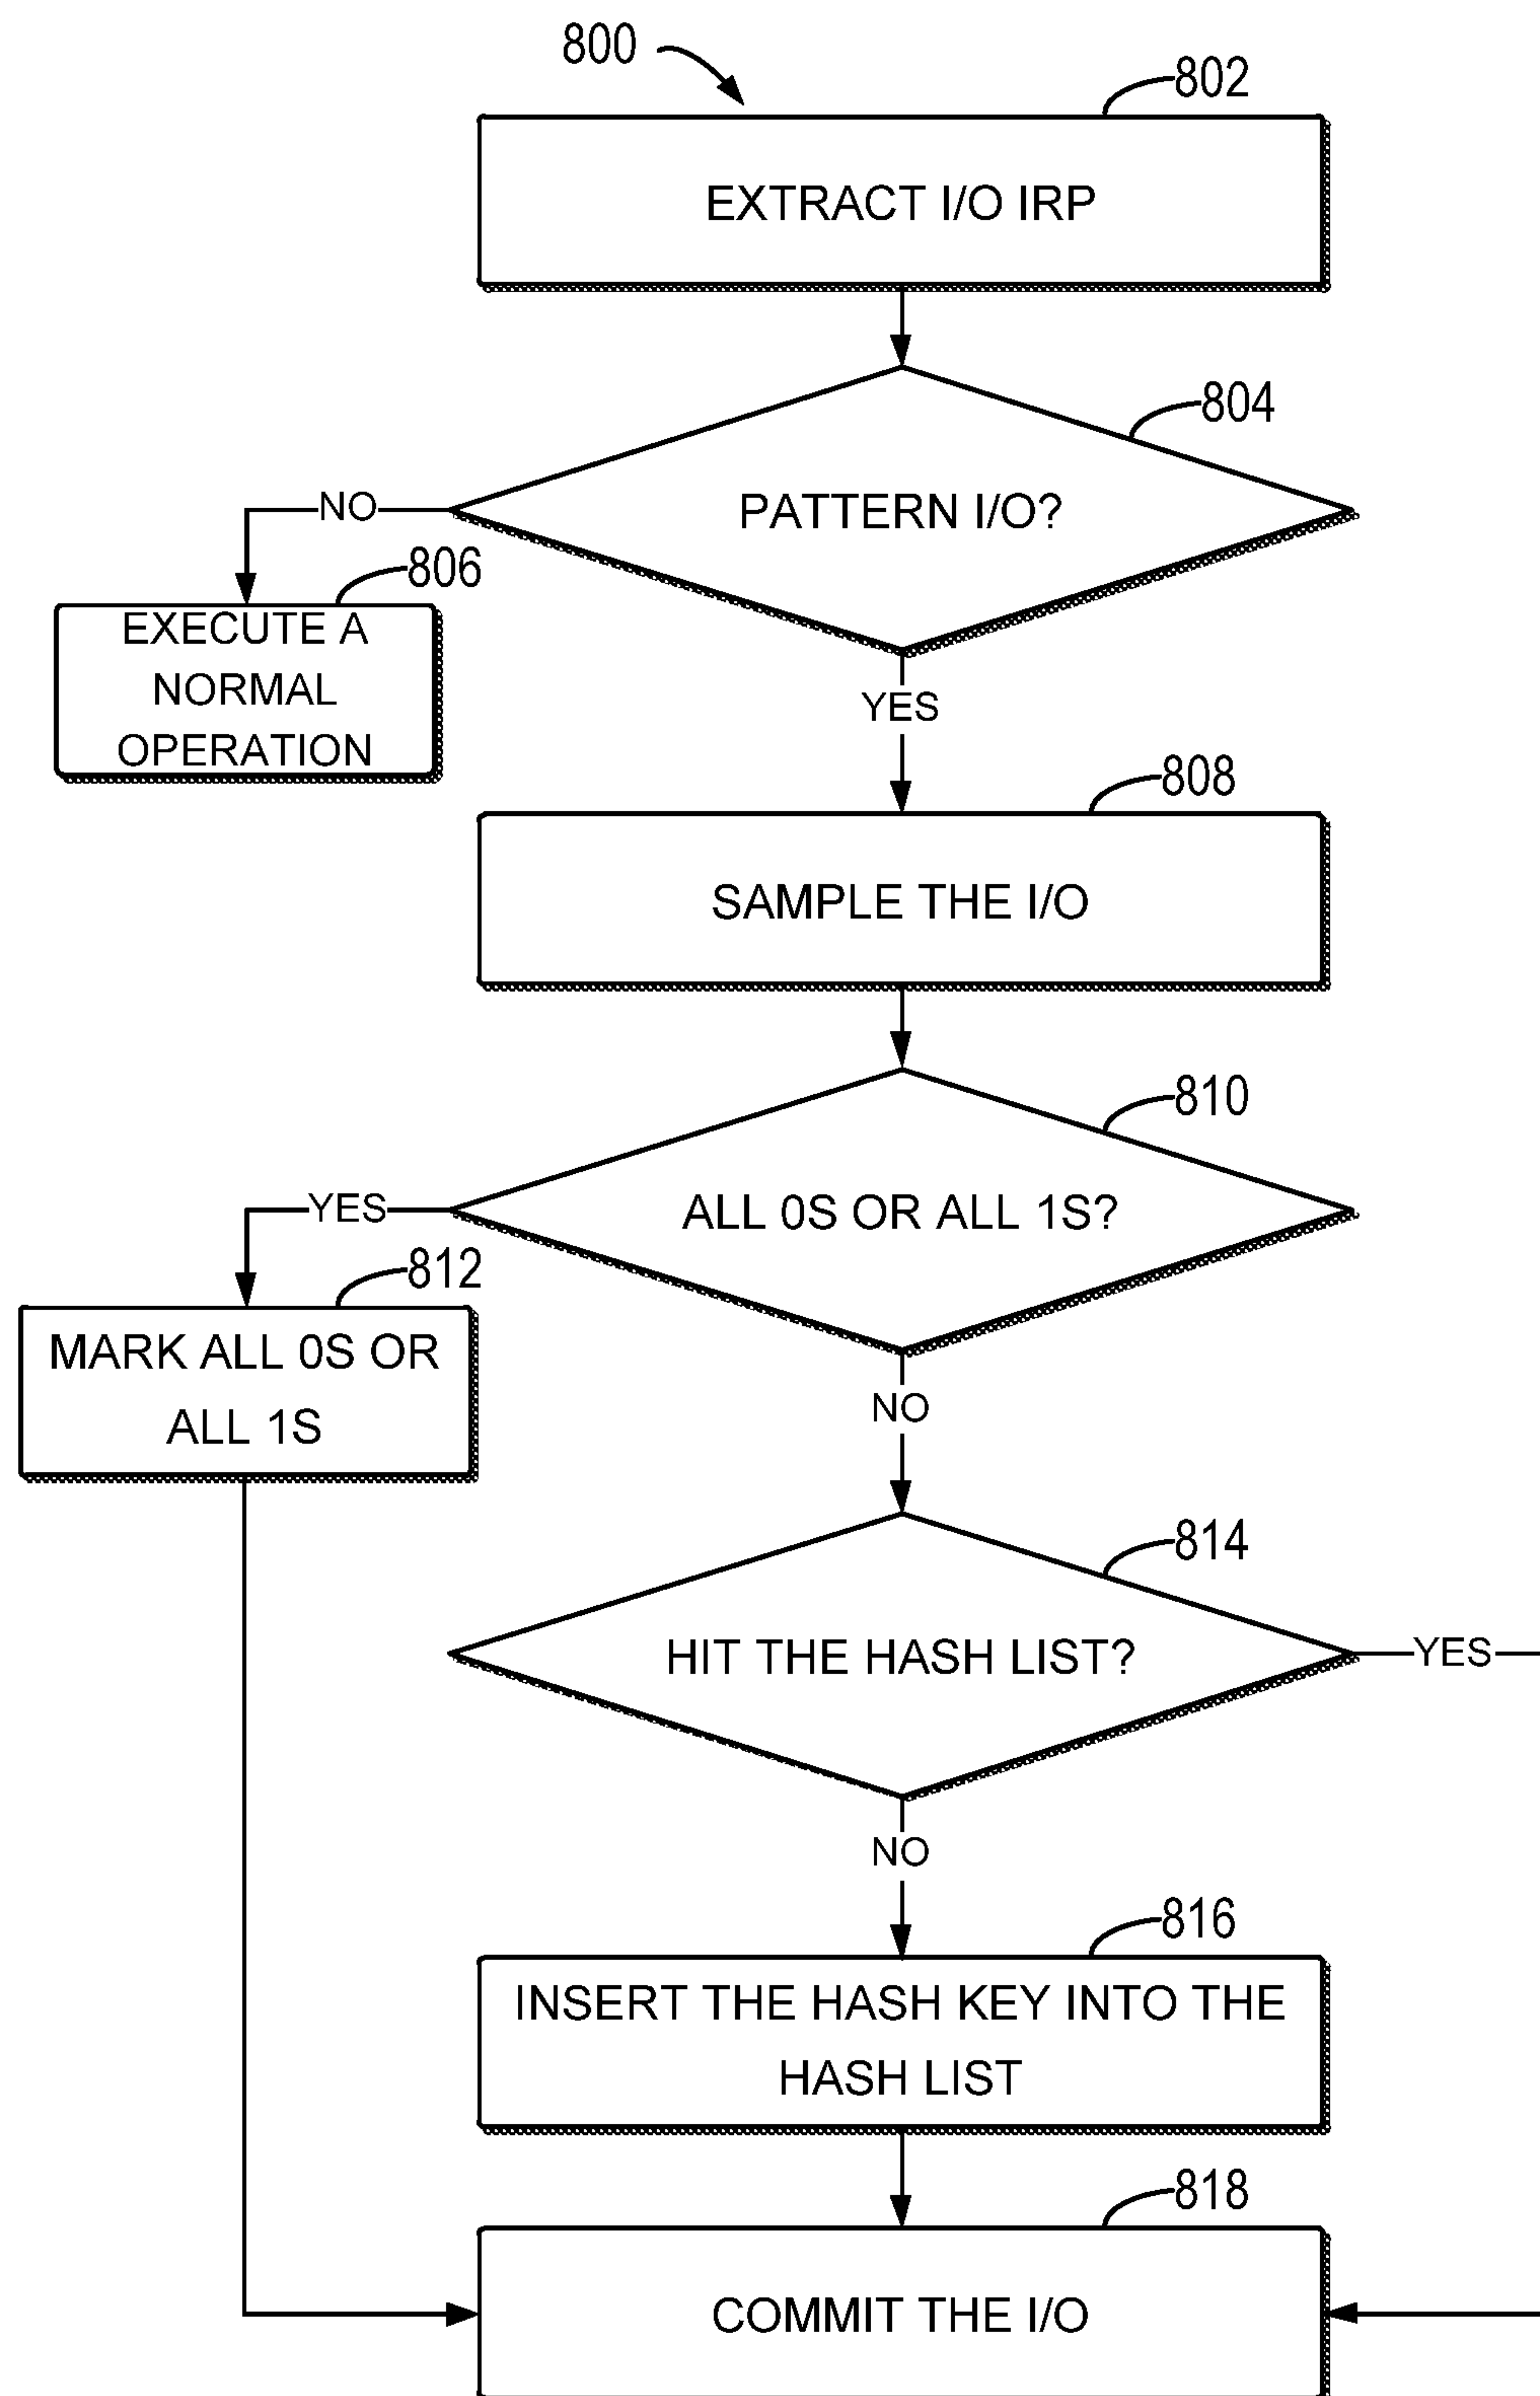 800
802
EXTRACT I/O IRP
804
PATTERN I/O?
NO
806
EXECUTE A
NORMAL
OPERATION
YES
808
SAMPLE THE I/O
810
ALL 0S OR ALL 1S?
YES
812
MARK ALL 0S OR
ALL 1S
NO
814
HIT THE HASH LIST?
YES
NO
816
INSERT THE HASH KEY INTO THE
HASH LIST
818
COMMIT THE I/O